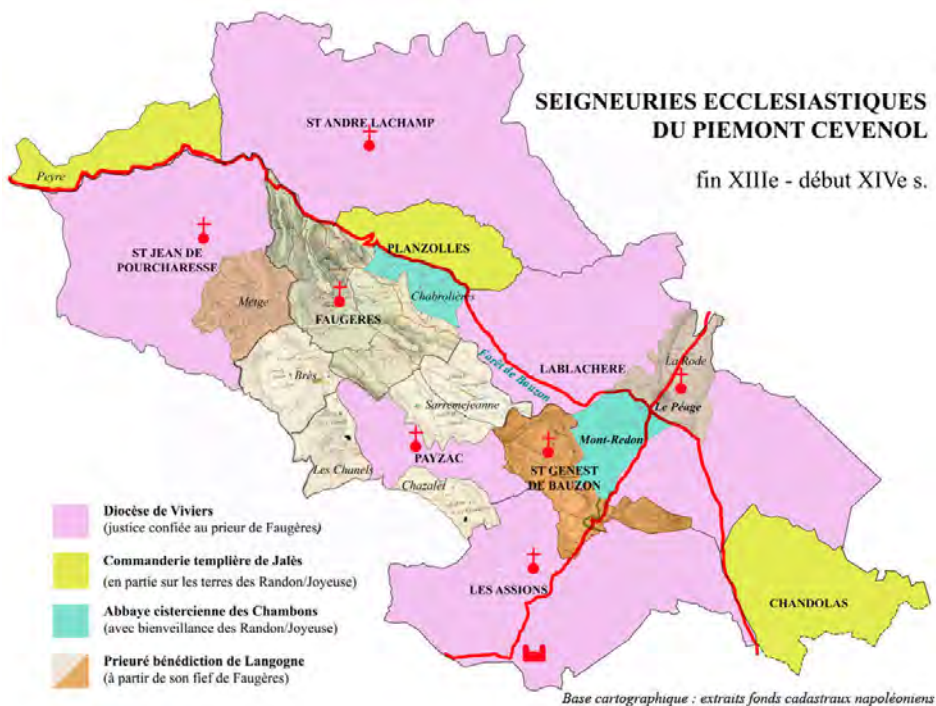 SEIGNEURIES ECCLESIASTIQUES
DU PIEMONT CEVENOL
fin XIIIe - début XIVe s.
ST ANDRE LACHAMP
Peyre
ST JEAN DE
POURCHARESSE
PLANZOLLES
Meige
Chabrolières
FAUGERES
Forêt de Bauzon
LABLACHERE
La Rode
Le Péage
Brès
Sarremejeanne
Mont-Redon
PAYZAC
ST GENEST
DE BAUZON
Les Chanels
Chazalet
LES ASSIONS
CHANDOLAS
Diocèse de Viviers
(justice confiée au prieur de Faugères)
Commanderie templière de Jalès
(en partie sur les terres des Randon/Joyeuse)
Abbaye cistercienne des Chambons
(avec bienveillance des Randon/Joyeuse)
Prieuré bénédiction de Langogne
(à partir de son fief de Faugères)
Base cartographique : extraits fonds cadastraux napoléoniens